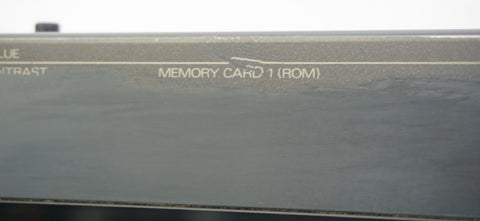 LUE
NTRAST
MEMORY CARD 1 (ROM)